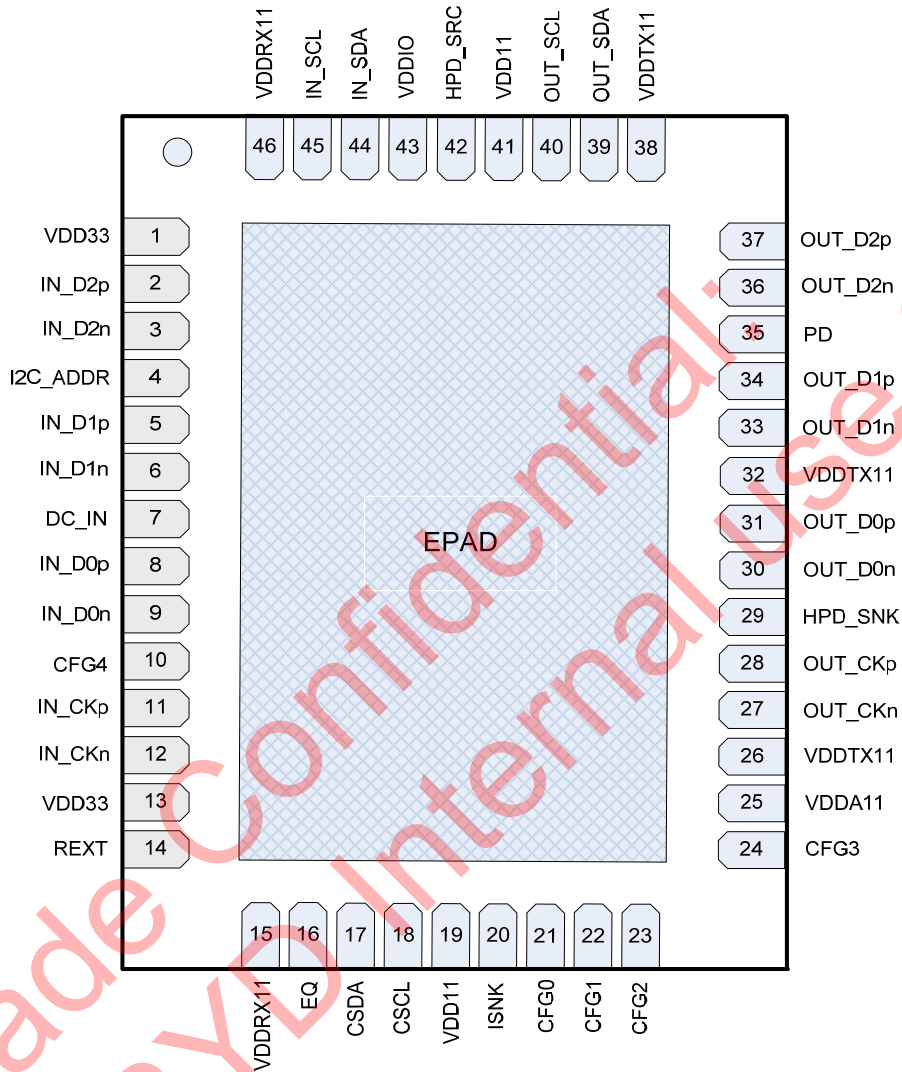 VDDRX11
IN_SCL
IN_SDA
VDDIO
HPD_SRC
VDD11
OUT_SCL
OUT_SDA
VDDTX11
46 45 44 43 42 41 40 39 38
VDD33 1
IN_D2p 2
IN_D2n 3
I2C_ADDR 4
IN_D1p 5
IN_D1n 6
DC_IN 7
IN_D0p 8
IN_D0n 9
CFG4 10
IN_CKp 11
IN_CKn 12
VDD33 13
REXT 14
EPAD
37 OUT_D2p
36 OUT_D2n
35 PD
34 OUT_D1p
33 OUT_D1n
32 VDDTX11
31 OUT_D0p
30 OUT_D0n
29 HPD_SNK
28 OUT_CKp
27 OUT_CKn
26 VDDTX11
25 VDDA11
24 CFG3
15 16 17 18 19 20 21 22 23
VDDRX11
EQ
CSDA
CSCL
VDD11
ISNK
CFG0
CFG1
CFG2
ade Confidential.
YD Internal use